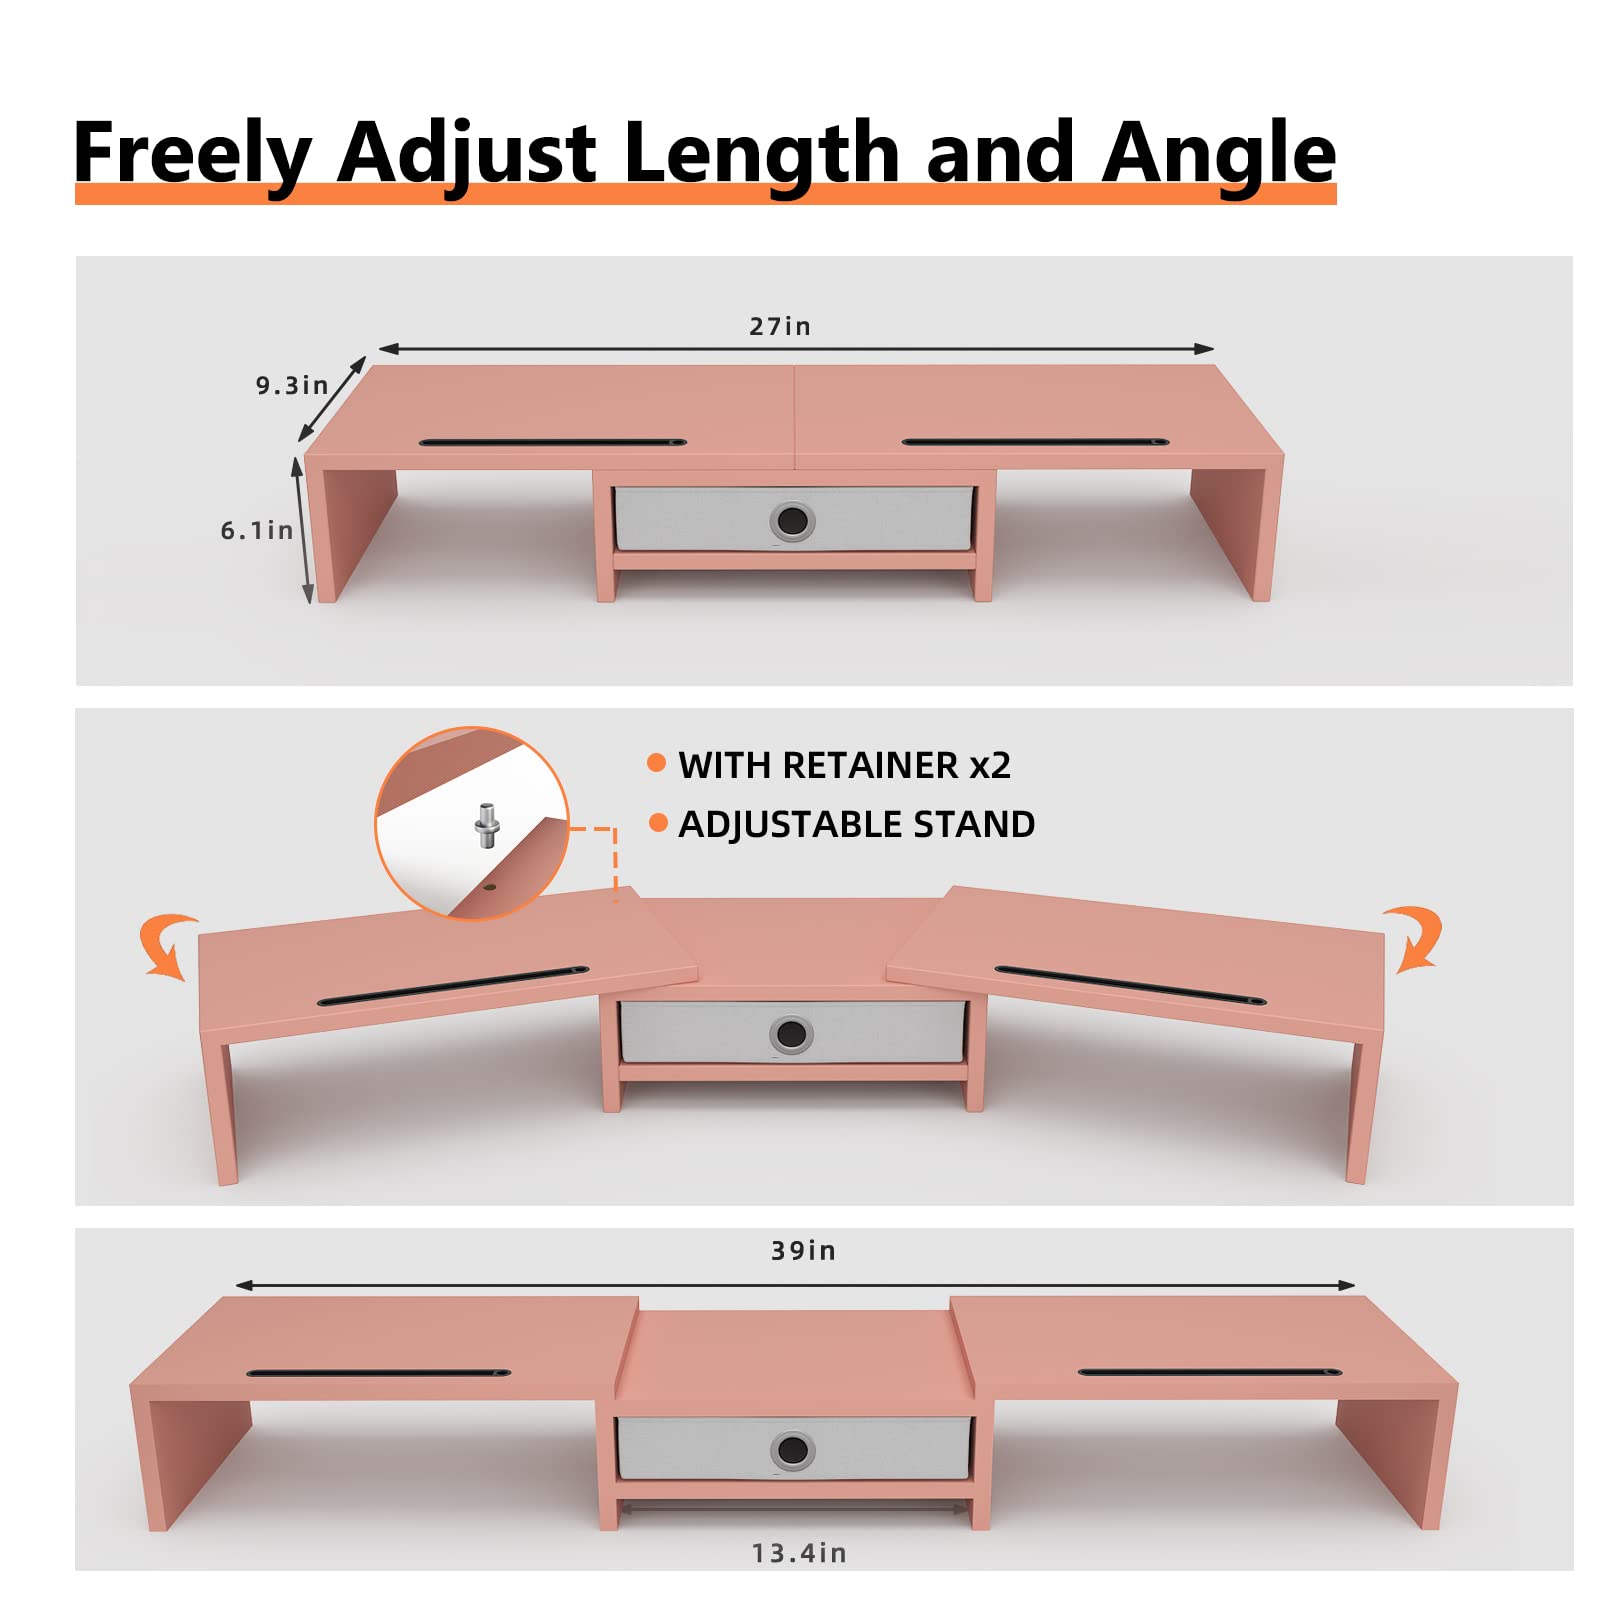 Freely Adjust Length and Angle
27in
9.3in
6.1in
WITH RETAINER x2
ADJUSTABLE STAND
39in
13.4in